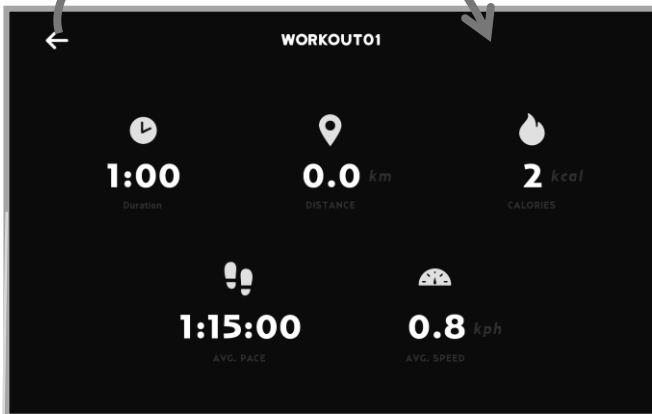 WORKOUT01
1:00 0.0 km 2 kcal
Duration DISTANCE CALORIES
1:15:00 0.8 kph
AVG. PACE AVG. SPEED